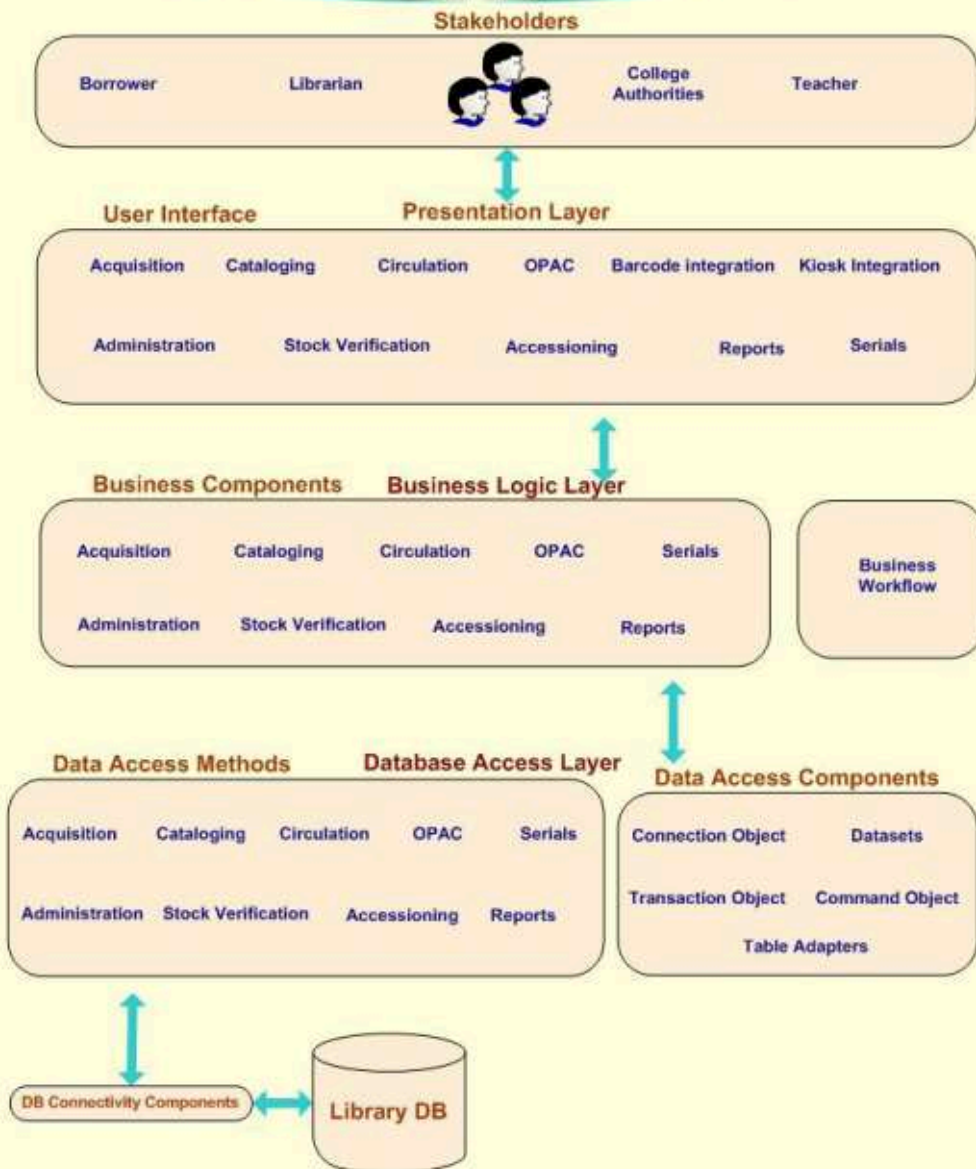 Stakeholders
Borrower
Librarian
College
Authorities
Teacher
User Interface
Presentation Layer
Acquisition Cataloging Circulation OPAC Barcode integration Kiosk Integration
Administration Stock Verification Accessioning Reports Serials
Business Components
Business Logic Layer
Acquisition Cataloging Circulation OPAC Serials
Administration Stock Verification Accessioning Reports
Business
Workflow
Data Access Methods
Database Access Layer
Acquisition Cataloging Circulation OPAC Serials
Administration Stock Verification Accessioning Reports
Data Access Components
Connection Object Datasets
Transaction Object Command Object
Table Adapters
DB Connectivity Components
Library DB